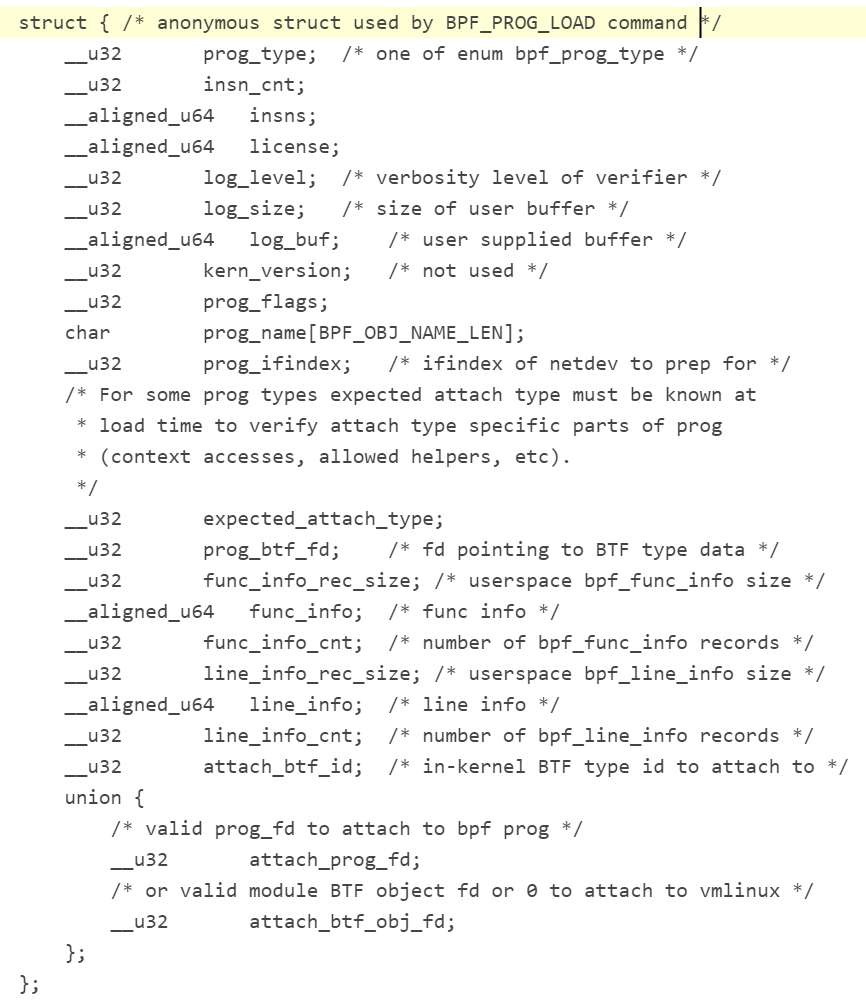 struct { /* anonymous struct used by BPF_PROG_LOAD command */
    __u32       prog_type;  /* one of enum bpf_prog_type */
    __u32       insn_cnt;
    __aligned_u64   insns;
    __aligned_u64   license;
    __u32       log_level;  /* verbosity level of verifier */
    __u32       log_size;   /* size of user buffer */
    __aligned_u64   log_buf;    /* user supplied buffer */
    __u32       kern_version;   /* not used */
    __u32       prog_flags;
    char        prog_name[BPF_OBJ_NAME_LEN];
    __u32       prog_ifindex;   /* ifindex of netdev to prep for */
    /* For some prog types expected attach type must be known at
     * load time to verify attach type specific parts of prog
     * (context accesses, allowed helpers, etc).
     */
    __u32       expected_attach_type;
    __u32       prog_btf_fd;    /* fd pointing to BTF type data */
    __u32       func_info_rec_size; /* userspace bpf_func_info size */
    __aligned_u64   func_info;  /* func info */
    __u32       func_info_cnt;  /* number of bpf_func_info records */
    __u32       line_info_rec_size; /* userspace bpf_line_info size */
    __aligned_u64   line_info;  /* line info */
    __u32       line_info_cnt;  /* number of bpf_line_info records */
    __u32       attach_btf_id;  /* in-kernel BTF type id to attach to */
    union {
        /* valid prog_fd to attach to bpf prog */
        __u32       attach_prog_fd;
        /* or valid module BTF object fd or 0 to attach to vmlinux */
        __u32       attach_btf_obj_fd;
    };
};